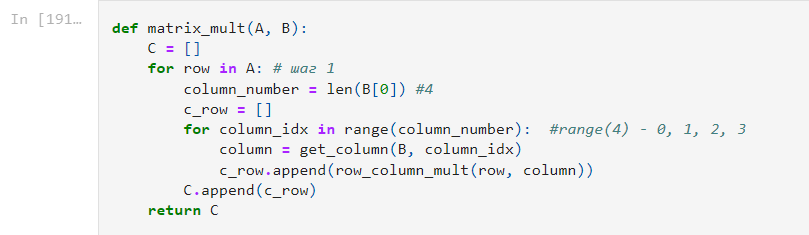 In [191…
def matrix_mult(A, B):
    C = []
    for row in A: # шаг 1
        column_number = len(B[0]) #4
        c_row = []
        for column_idx in range(column_number):  #range(4) - 0, 1, 2, 3
            column = get_column(B, column_idx)
            c_row.append(row_column_mult(row, column))
        C.append(c_row)
    return C